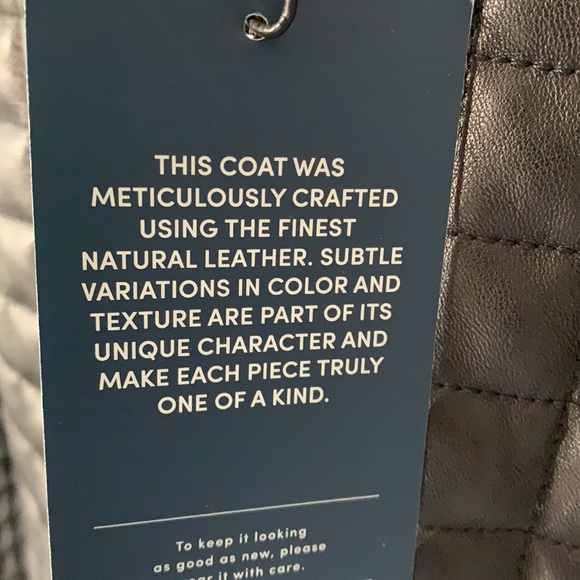 THIS COAT WAS
METICULOUSLY CRAFTED
USING THE FINEST
NATURAL LEATHER. SUBTLE
VARIATIONS IN COLOR AND
TEXTURE ARE PART OF ITS
UNIQUE CHARACTER AND
MAKE EACH PIECE TRULY
ONE OF A KIND.
To keep it looking
as good as new, please
it with care.